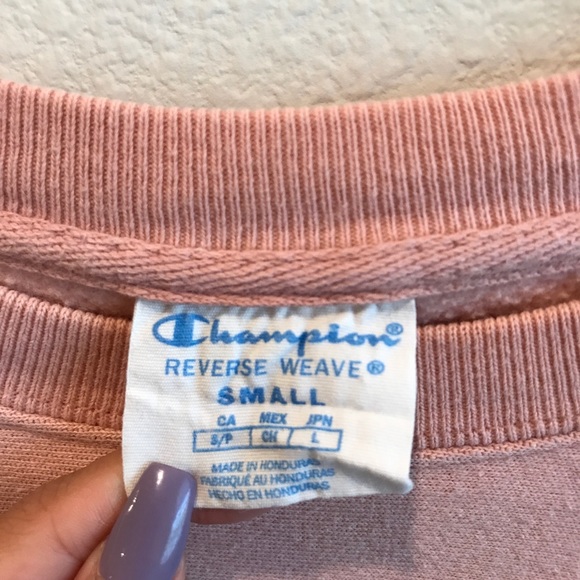 Champion®
REVERSE WEAVE®
SMALL
CA MEX JPN
S/P CH L
MADE IN HONDURAS
FABRIQUÉ AU HONDURAS
HECHO EN HONDURAS